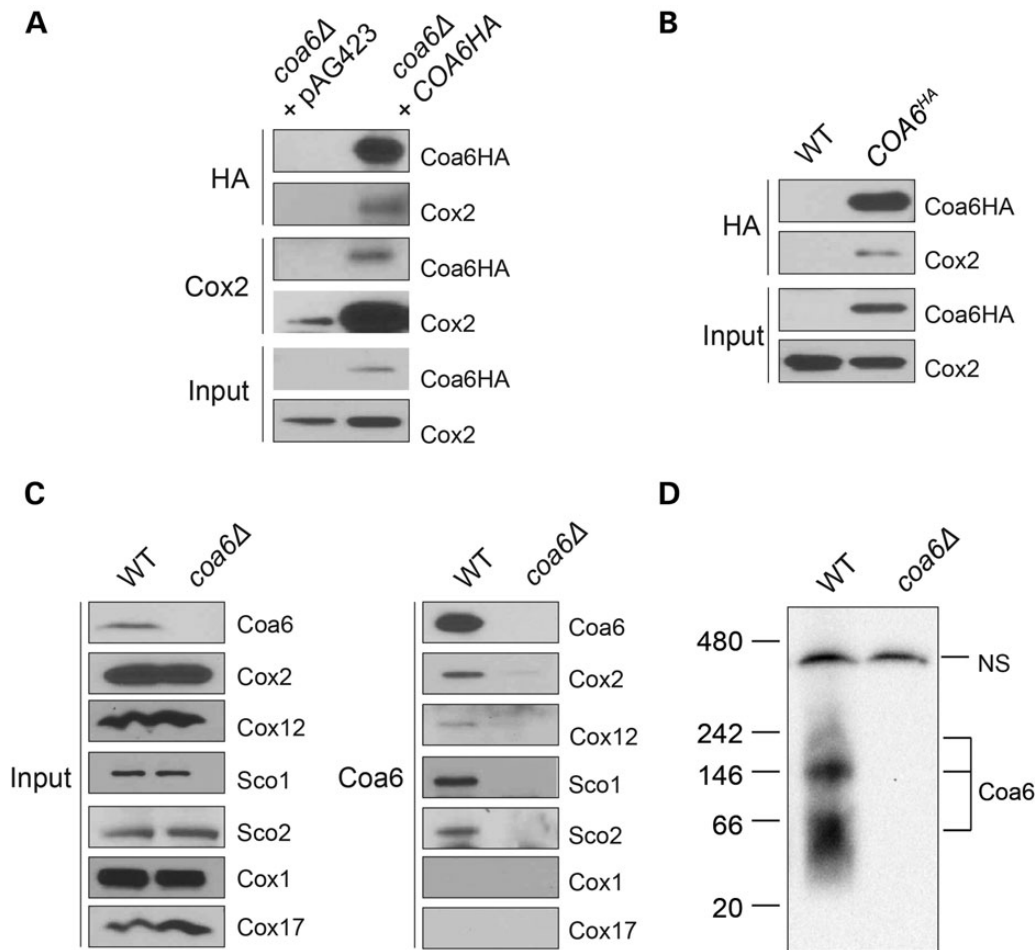 A
coa6Δ
+ pAG423
coa6Δ
+ COA6HA
HA
Coa6HA
Cox2
Cox2
Coa6HA
Cox2
Input
Coa6HA
Cox2
B
WT
COA6ᴴᴬ
HA
Coa6HA
Cox2
Input
Coa6HA
Cox2
C
WT
coa6Δ
Input
Coa6
Cox2
Cox12
Sco1
Sco2
Cox1
Cox17
WT
coa6Δ
Coa6
Coa6
Cox2
Cox12
Sco1
Sco2
Cox1
Cox17
D
WT
coa6Δ
480
242
146
66
20
NS
Coa6